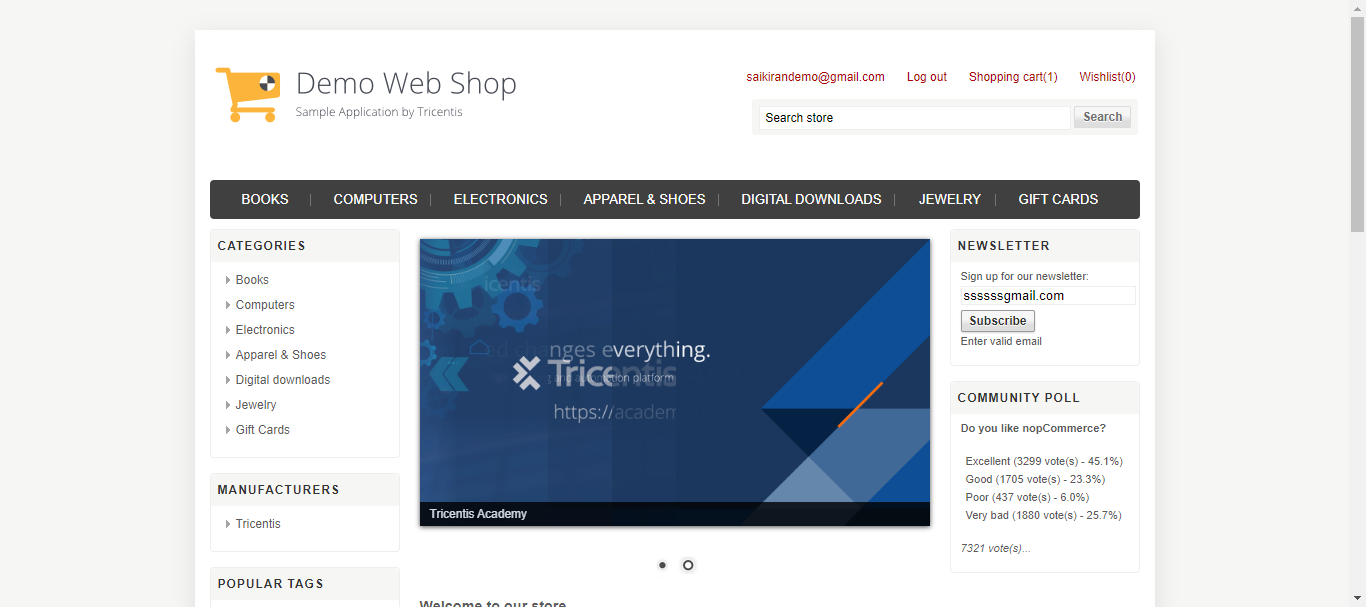 Demo Web Shop
Sample Application by Tricentis
saikirandemo@gmail.com Log out Shopping cart(1) Wishlist(0)
Search store Search
BOOKS COMPUTERS ELECTRONICS APPAREL & SHOES DIGITAL DOWNLOADS JEWELRY GIFT CARDS
CATEGORIES
Books
Computers
Electronics
Apparel & Shoes
Digital downloads
Jewelry
Gift Cards
MANUFACTURERS
Tricentis
POPULAR TAGS
icentis
changes everything.
Tricentis
and automation platform
https://academ
Tricentis Academy
Welcome to our store
NEWSLETTER
Sign up for our newsletter:
ssssssgmail.com
Subscribe
Enter valid email
COMMUNITY POLL
Do you like nopCommerce?
Excellent (3299 vote(s) - 45.1%)
Good (1705 vote(s) - 23.3%)
Poor (437 vote(s) - 6.0%)
Very bad (1880 vote(s) - 25.7%)
7321 vote(s)...